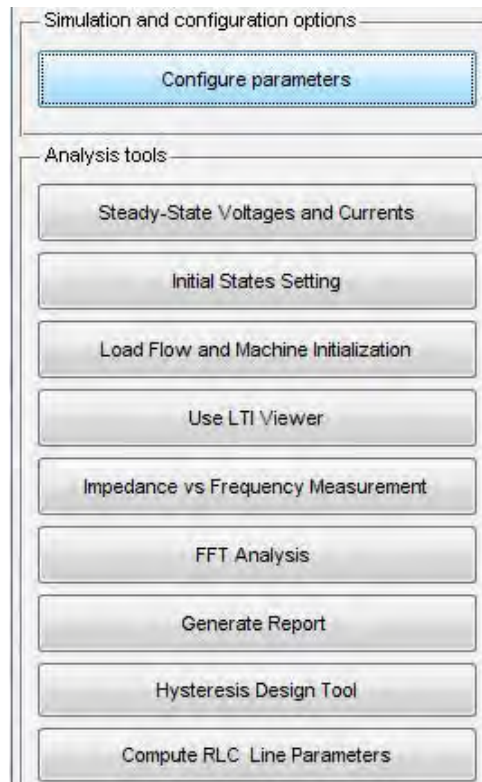 Simulation and configuration options
Configure parameters
Analysis tools
Steady-State Voltages and Currents
Initial States Setting
Load Flow and Machine Initialization
Use LTI Viewer
Impedance vs Frequency Measurement
FFT Analysis
Generate Report
Hysteresis Design Tool
Compute RLC Line Parameters